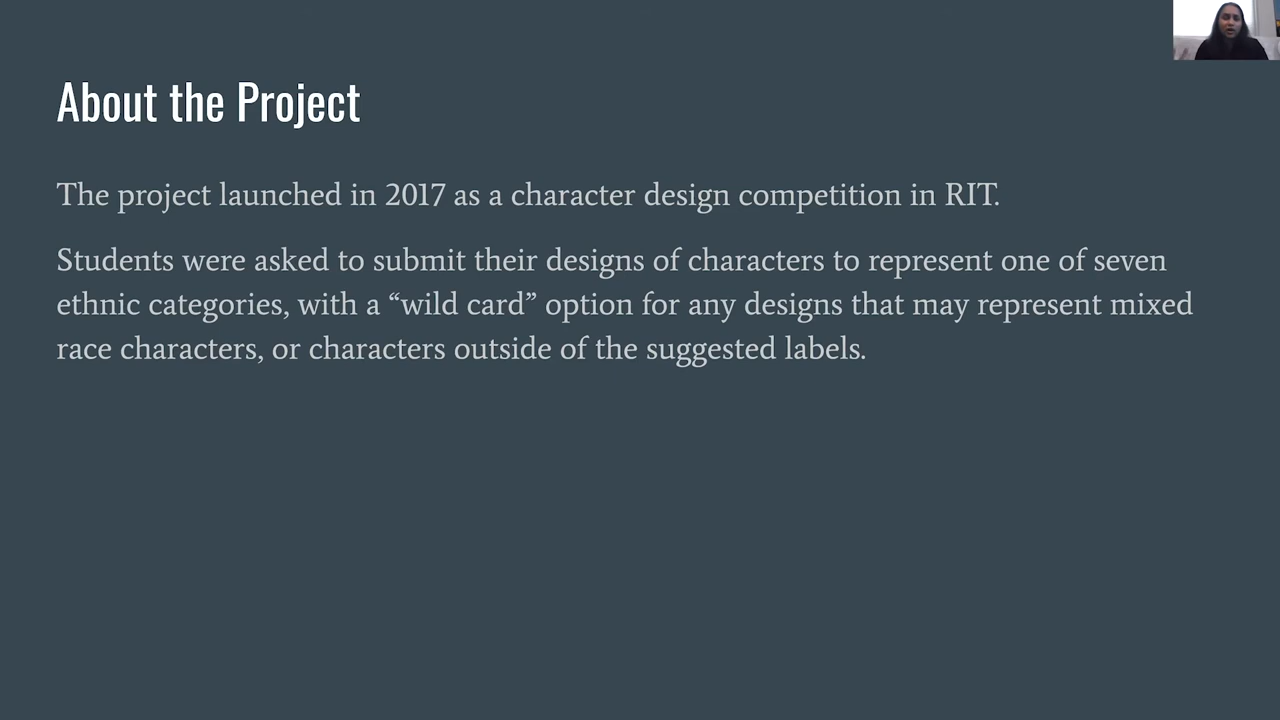 About the Project
The project launched in 2017 as a character design competition in RIT.
Students were asked to submit their designs of characters to represent one of seven
ethnic categories, with a “wild card” option for any designs that may represent mixed
race characters, or characters outside of the suggested labels.